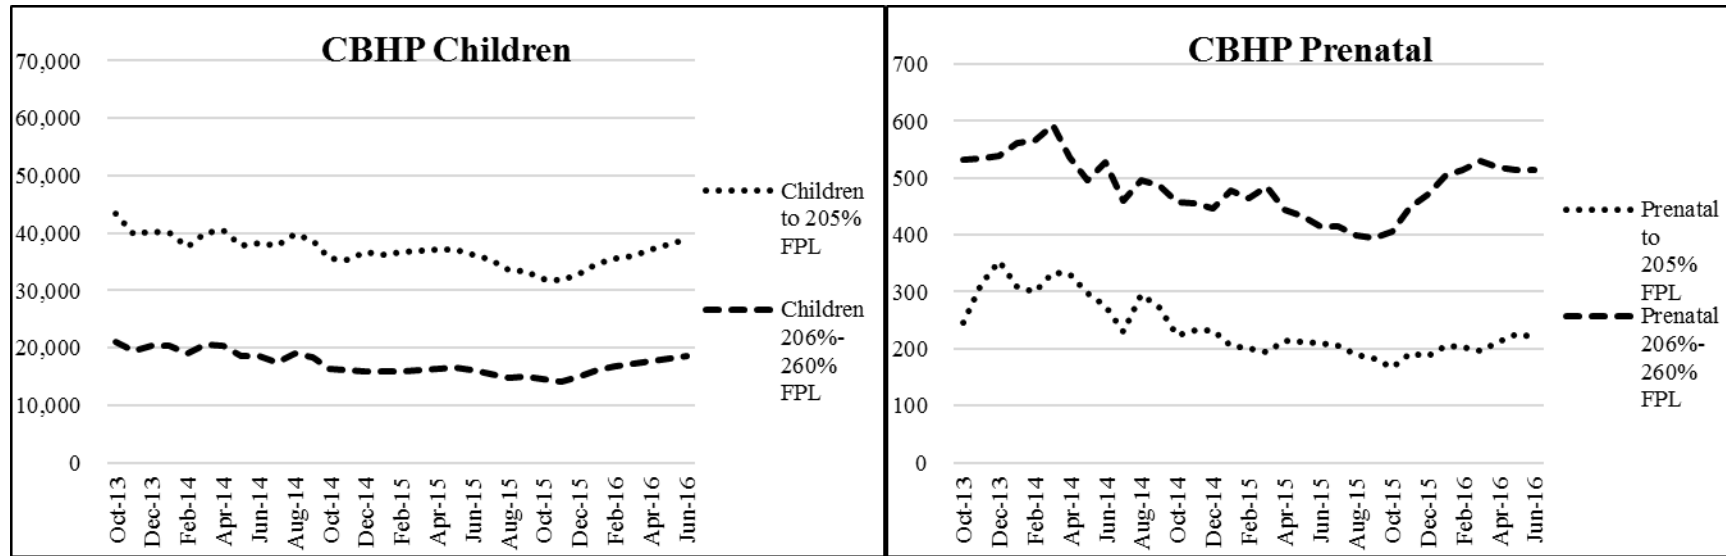 CBHP Children
70,000
60,000
50,000
40,000
30,000
20,000
10,000
0
Oct-13
Dec-13
Feb-14
Apr-14
Jun-14
Aug-14
Oct-14
Dec-14
Feb-15
Apr-15
Jun-15
Aug-15
Oct-15
Dec-15
Feb-16
Apr-16
Jun-16
Children
to 205%
FPL
Children
206%-
260%
FPL
CBHP Prenatal
700
600
500
400
300
200
100
0
Oct-13
Dec-13
Feb-14
Apr-14
Jun-14
Aug-14
Oct-14
Dec-14
Feb-15
Apr-15
Jun-15
Aug-15
Oct-15
Dec-15
Feb-16
Apr-16
Jun-16
Prenatal
to
205%
FPL
Prenatal
206%-
260%
FPL